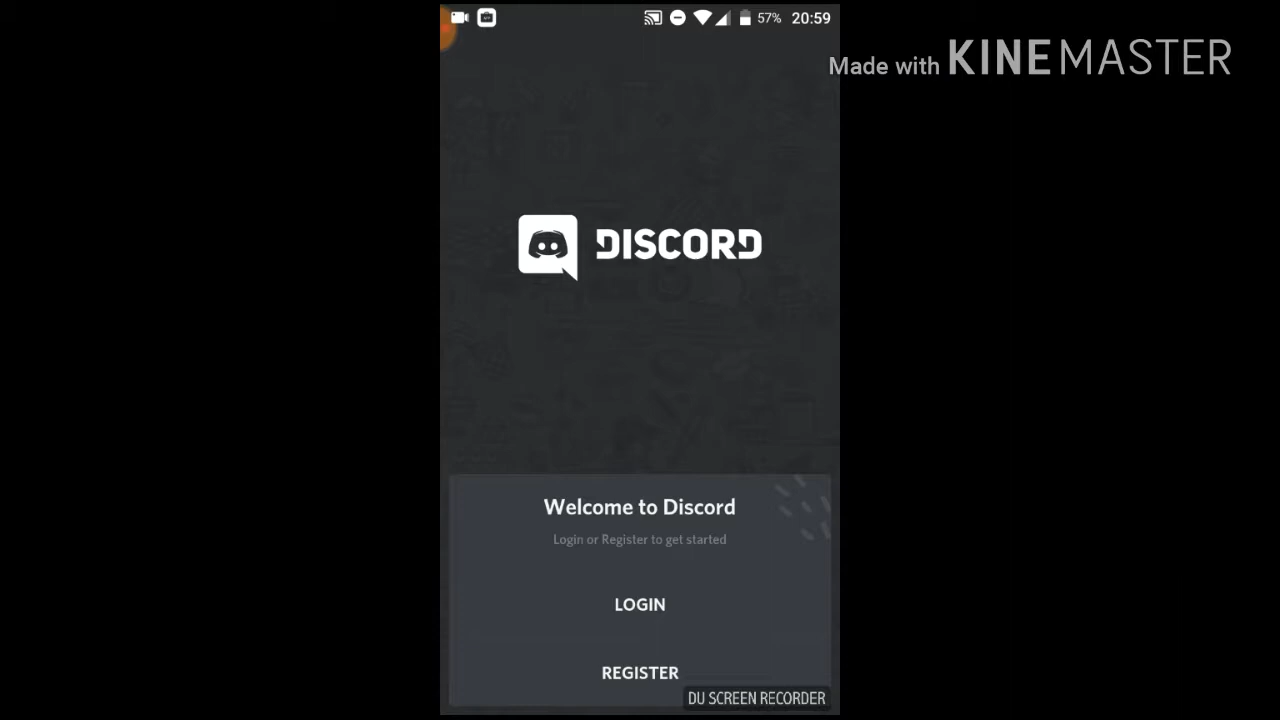 57% 20:59
Made with KINEMASTER
DISCORD
Welcome to Discord
Login or Register to get started
LOGIN
REGISTER
DU SCREEN RECORDER